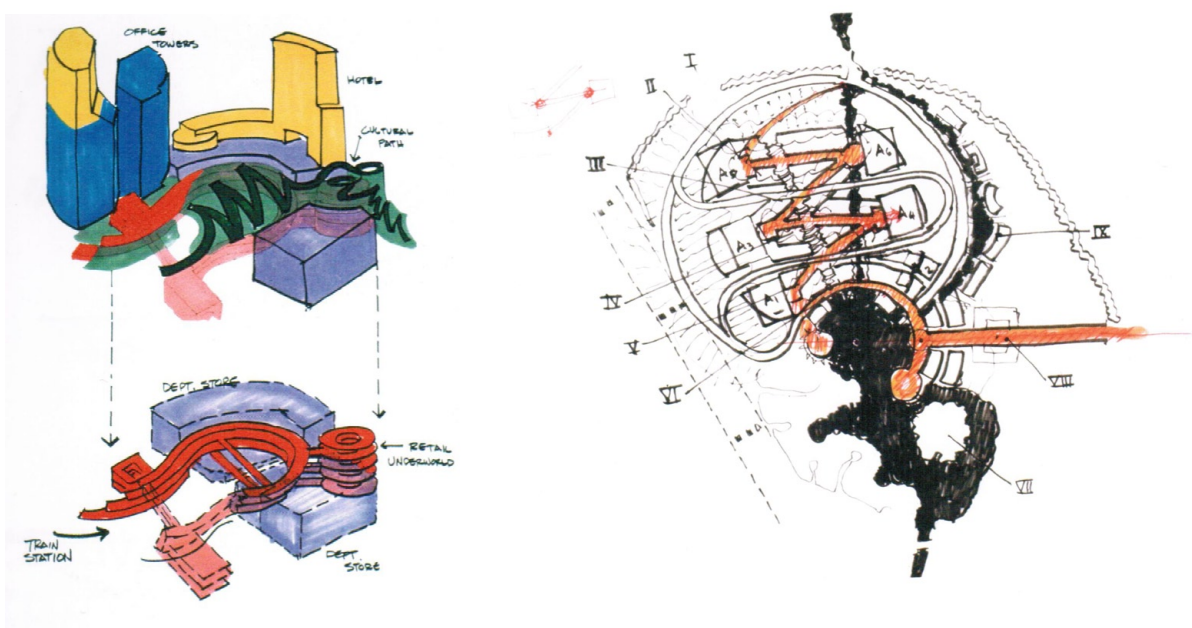 OFFICE
TOWERS
HOTEL
CULTURAL
PATH
DEPT. STORE
RETAIL
UNDERWORLD
TRAIN
STATION
DEPT.
STORE
I
II
III
A5
A6
A4
A3
IX
IV
V
VI
VIII
VII